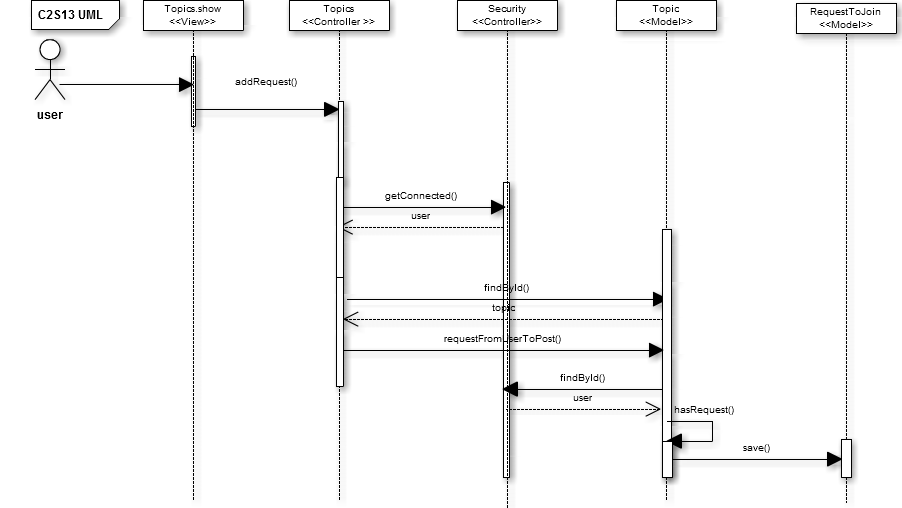 C2S13 UML
Topics.show
<<View>>
Topics
<<Controller >>
Security
<<Controller>>
Topic
<<Model>>
RequestToJoin
<<Model>>
user
addRequest()
getConnected()
user
findById()
topic
requestFromUserToPost()
findById()
user
hasRequest()
save()